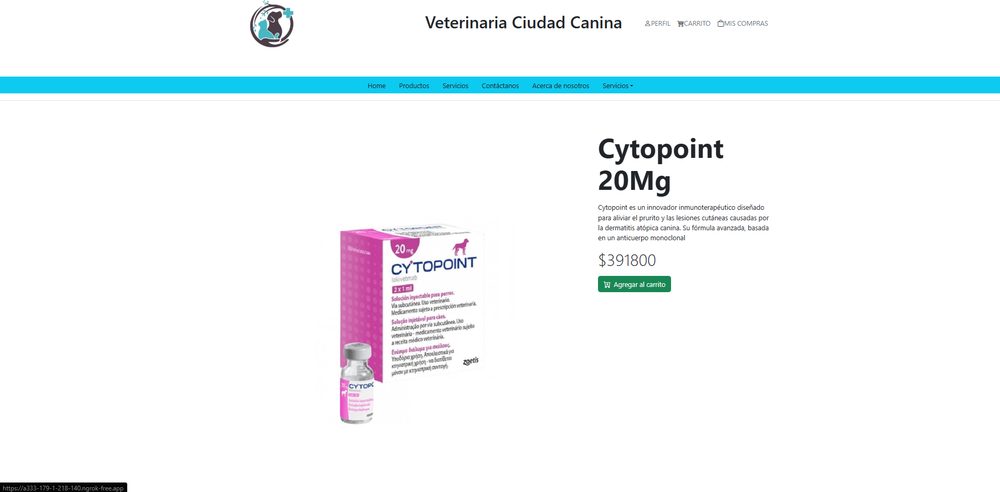 Veterinaria Ciudad Canina
PERFIL CARRITO MIS COMPRAS
Home Productos Servicios Contáctanos Acerca de nosotros Servicios
Cytopoint
20Mg
Cytopoint es un innovador inmunoterapéutico diseñado
para aliviar el prurito y las lesiones cutáneas causadas por
la dermatitis atópica canina. Su fórmula avanzada, basada
en un anticuerpo monoclonal
$391800
Agregar al carrito
20 mg
CYTOPOINT
CYTOPOINT
lokivetmab
2 x 1 ml
Solución inyectable para perros.
Vía subcutánea. Uso veterinario.
Medicamento sujeto a prescripción veterinaria.
Solução injetável para cães.
Administração por via subcutânea. Uso
veterinário - medicamento veterinário sujeito
a receita médico veterinária.
Ενέσιμο διάλυμα για σκύλους.
Υποδόρια χρήση. Αποκλειστικά για
κτηνιατρική χρήση - να διατίθεται
μόνον με κτηνιατρική συνταγή.
zoetis
20
CYTOPO
https://a333-179-1-218-140.ngrok-free.app